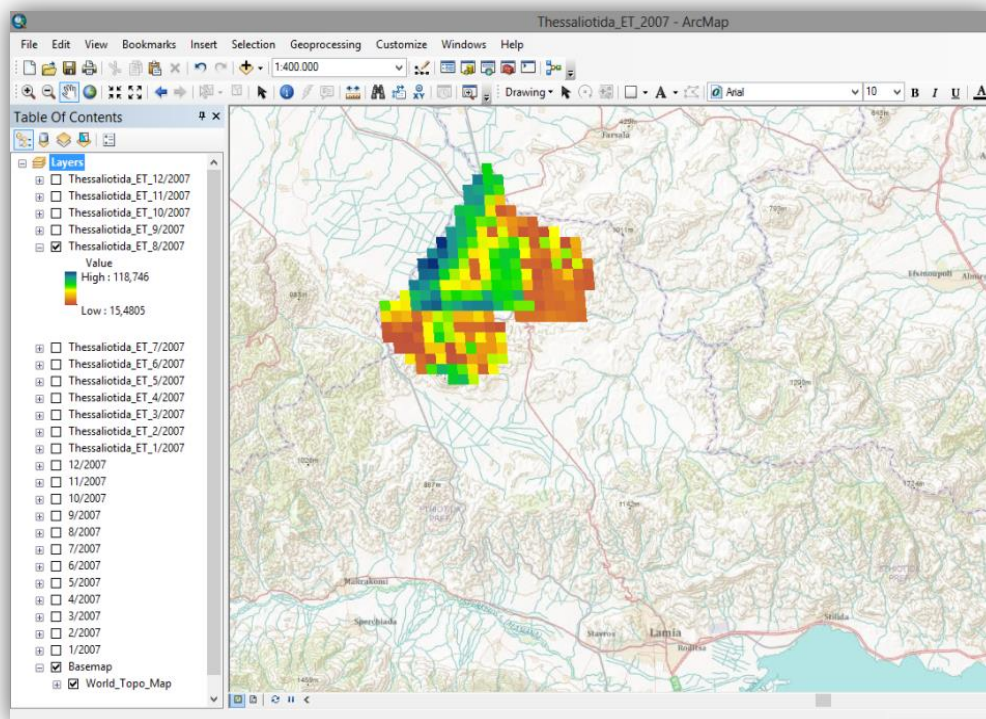 Thessaliotida_ET_2007 - ArcMap
File Edit View Bookmarks Insert Selection Geoprocessing Customize Windows Help
1:400.000
Drawing A Arial 10 B I U A
Table Of Contents
Layers
Thessaliotida_ET_12/2007
Thessaliotida_ET_11/2007
Thessaliotida_ET_10/2007
Thessaliotida_ET_9/2007
Thessaliotida_ET_8/2007
Value
High : 118,746
Low : 15,4805
Thessaliotida_ET_7/2007
Thessaliotida_ET_6/2007
Thessaliotida_ET_5/2007
Thessaliotida_ET_4/2007
Thessaliotida_ET_3/2007
Thessaliotida_ET_2/2007
Thessaliotida_ET_1/2007
12/2007
11/2007
10/2007
9/2007
8/2007
7/2007
6/2007
5/2007
4/2007
3/2007
2/2007
1/2007
Basemap
World_Topo_Map
Farsala
Makrakomi
Sperchiada
Stavros
Lamia
Roditsa
Stilida